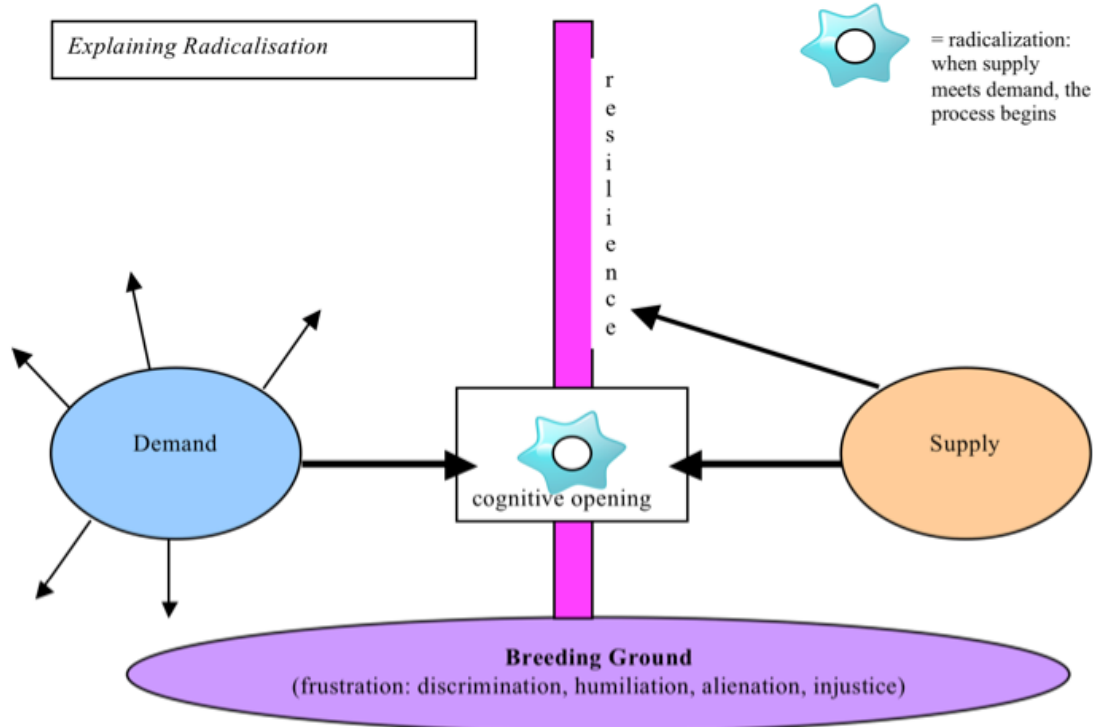 Explaining Radicalisation
= radicalization:
when supply
meets demand, the
process begins
r
e
s
i
l
i
e
n
c
e
Demand
Supply
cognitive opening
Breeding Ground
(frustration: discrimination, humiliation, alienation, injustice)